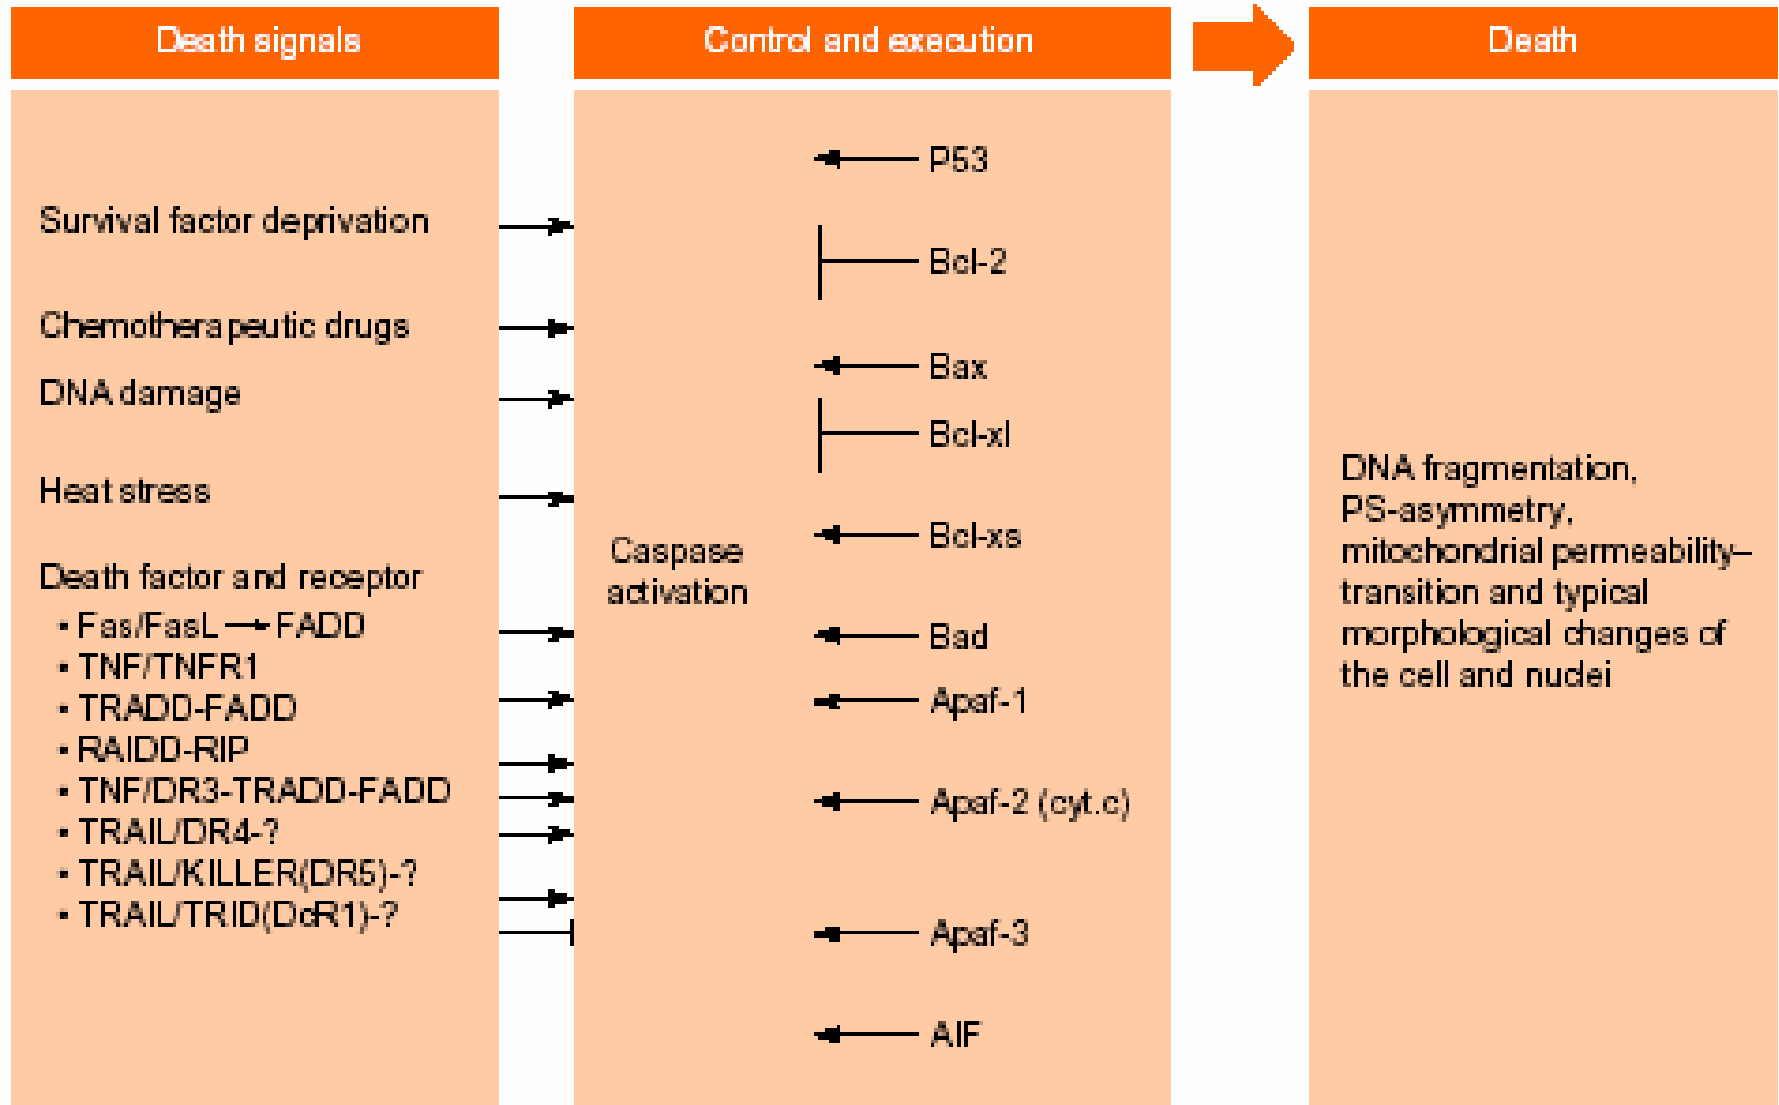 Death signals
Survival factor deprivation
Chemotherapeutic drugs
DNA damage
Heat stress
Death factor and receptor
• Fas/FasL → FADD
• TNF/TNFR1
• TRADD-FADD
• RAIDD-RIP
• TNF/DR3-TRADD-FADD
• TRAIL/DR4-?
• TRAIL/KILLER(DR5)-?
• TRAIL/TRID(DcR1)-?
Control and execution
Caspase
activation
P53
Bcl-2
Bax
Bcl-xl
Bcl-xs
Bad
Apaf-1
Apaf-2 (cyt.c)
Apaf-3
AIF
Death
DNA fragmentation,
PS-asymmetry,
mitochondrial permeability–
transition and typical
morphological changes of
the cell and nuclei